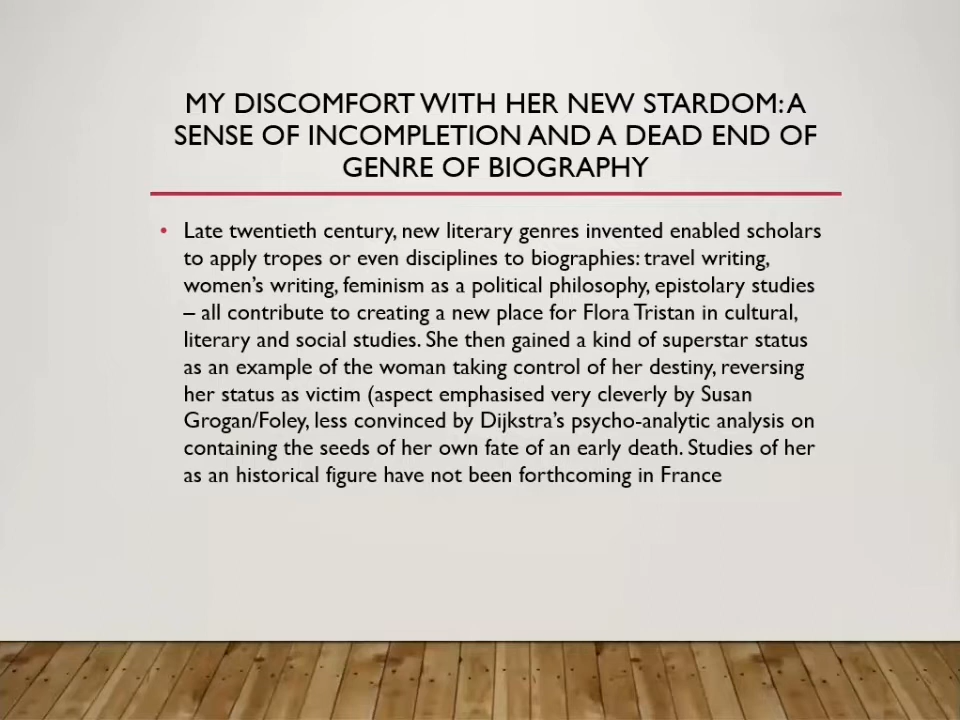 MY DISCOMFORT WITH HER NEW STARDOM: A
SENSE OF INCOMPLETION AND A DEAD END OF
GENRE OF BIOGRAPHY
• Late twentieth century, new literary genres invented enabled scholars
to apply tropes or even disciplines to biographies: travel writing,
women's writing, feminism as a political philosophy, epistolary studies
– all contribute to creating a new place for Flora Tristan in cultural,
literary and social studies. She then gained a kind of superstar status
as an example of the woman taking control of her destiny, reversing
her status as victim (aspect emphasised very cleverly by Susan
Grogan/Foley, less convinced by Dijkstra's psycho-analytic analysis on
containing the seeds of her own fate of an early death. Studies of her
as an historical figure have not been forthcoming in France